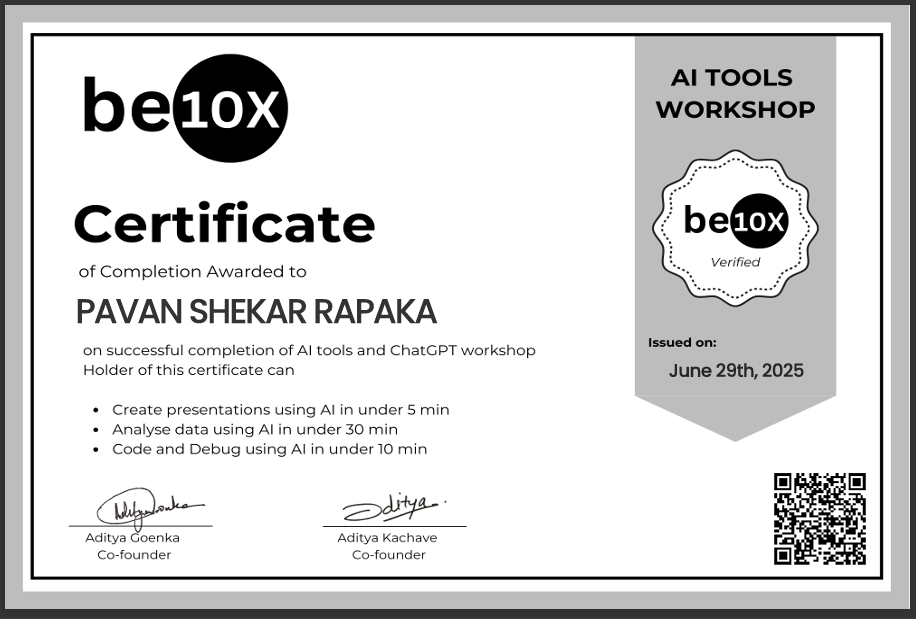 be10X
Certificate
of Completion Awarded to
PAVAN SHEKAR RAPAKA
on successful completion of AI tools and ChatGPT workshop
Holder of this certificate can
• Create presentations using AI in under 5 min
• Analyse data using AI in under 30 min
• Code and Debug using AI in under 10 min
Aditya Goenka
Co-founder
Aditya.
Aditya Kachave
Co-founder
AI TOOLS
WORKSHOP
be10X
Verified
Issued on:
June 29th, 2025